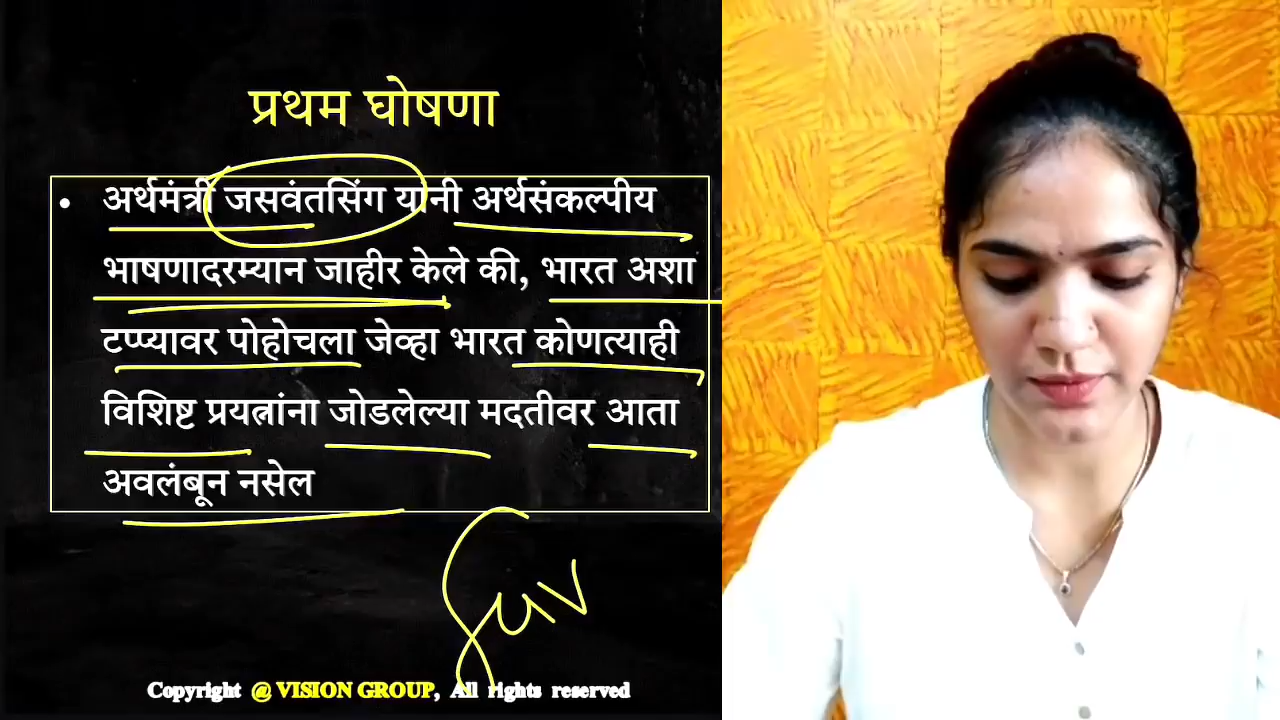 प्रथम घोषणा
• अर्थमंत्री जसवंतसिंग यांनी अर्थसंकल्पीय
भाषणादरम्यान जाहीर केले की, भारत अशा
टप्प्यावर पोहोचला जेव्हा भारत कोणत्याही
विशिष्ट प्रयत्नांना जोडलेल्या मदतीवर आता
अवलंबून नसेल
Copyright @ VISION GROUP, All rights reserved